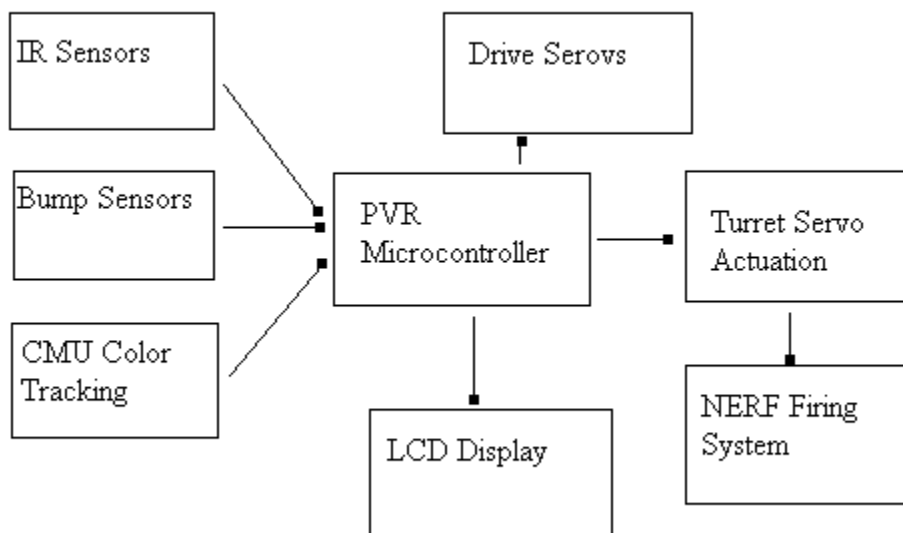 IR Sensors
Drive Serovs
Bump Sensors
PVR
Microcontroller
Turret Servo
Actuation
CMU Color
Tracking
NERF Firing
System
LCD Display